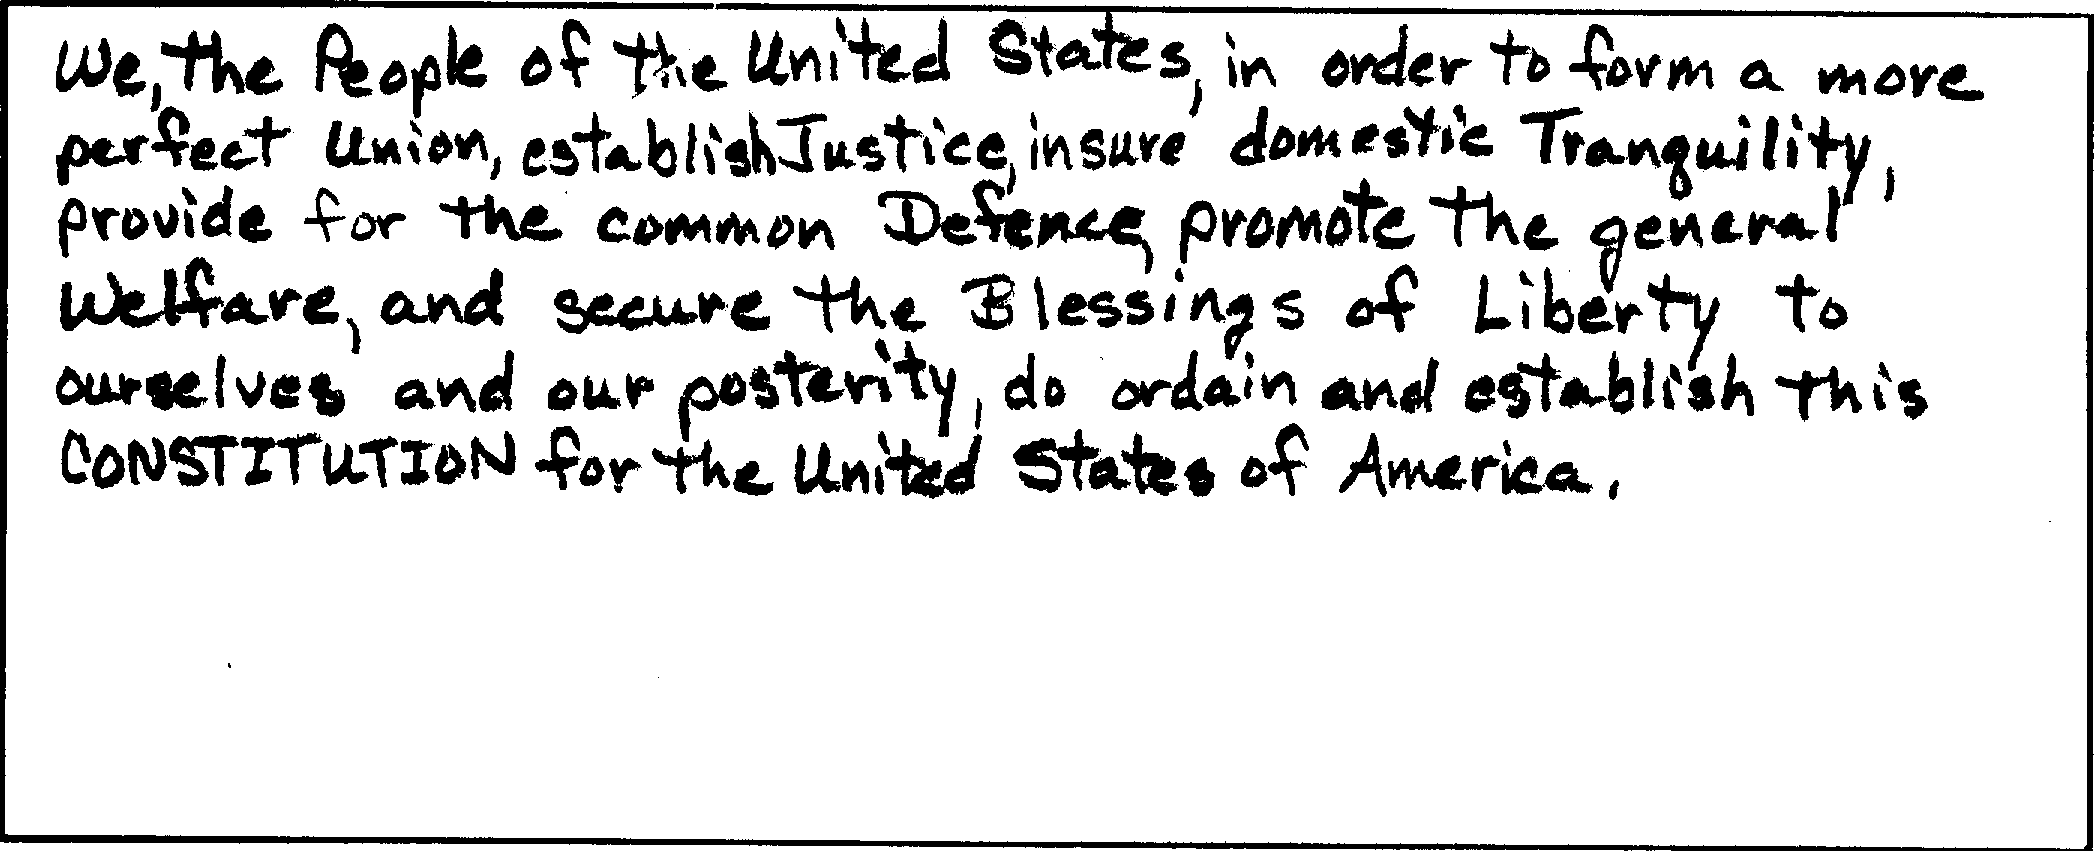 We, the People of the United States, in order to form a more
perfect Union, establish Justice, insure domestic Tranquility,
provide for the common Defence, promote the general
Welfare, and secure the Blessings of Liberty to
ourselves and our posterity, do ordain and establish this
CONSTITUTION for the United States of America.